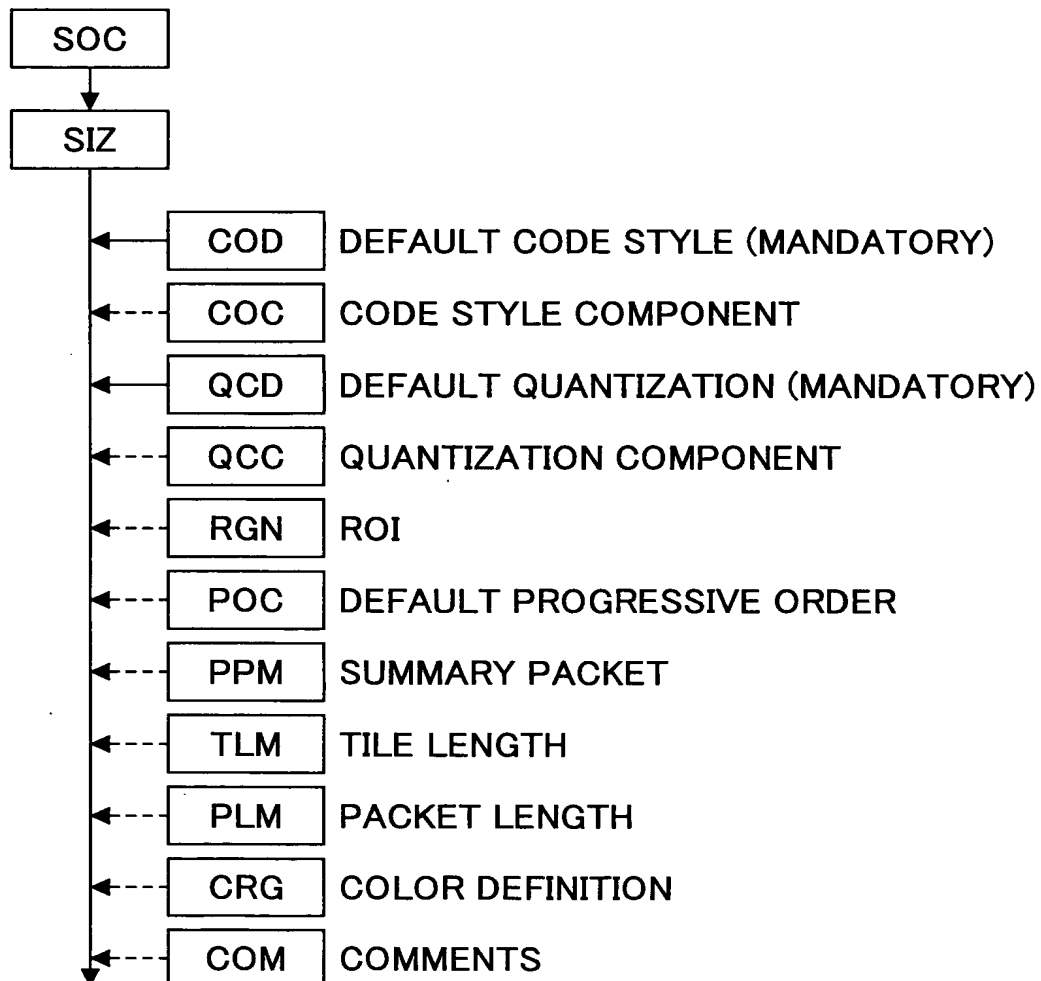 SOC
SIZ
COD DEFAULT CODE STYLE (MANDATORY)
COC CODE STYLE COMPONENT
QCD DEFAULT QUANTIZATION (MANDATORY)
QCC QUANTIZATION COMPONENT
RGN ROI
POC DEFAULT PROGRESSIVE ORDER
PPM SUMMARY PACKET
TLM TILE LENGTH
PLM PACKET LENGTH
CRG COLOR DEFINITION
COM COMMENTS